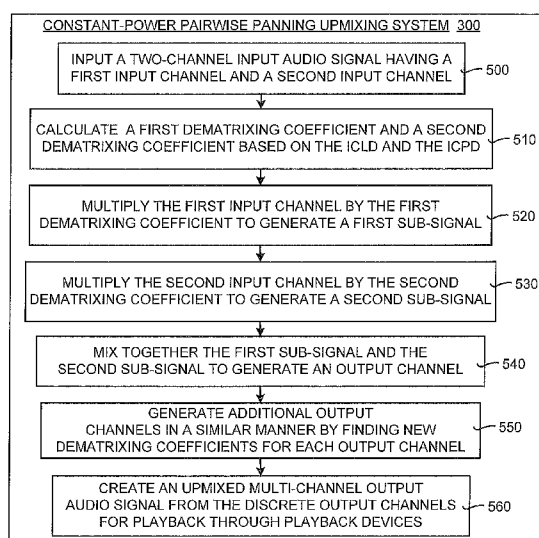 CONSTANT-POWER PAIRWISE PANNING UPMIXING SYSTEM 300
INPUT A TWO-CHANNEL INPUT AUDIO SIGNAL HAVING A
FIRST INPUT CHANNEL AND A SECOND INPUT CHANNEL
500
CALCULATE A FIRST DEMATRIXING COEFFICIENT AND A SECOND
DEMATRIXING COEFFICIENT BASED ON THE ICLD AND THE ICPD
510
MULTIPLY THE FIRST INPUT CHANNEL BY THE FIRST
DEMATRIXING COEFFICIENT TO GENERATE A FIRST SUB-SIGNAL
520
MULTIPLY THE SECOND INPUT CHANNEL BY THE SECOND
DEMATRIXING COEFFICIENT TO GENERATE A SECOND SUB-SIGNAL
530
MIX TOGETHER THE FIRST SUB-SIGNAL AND THE
SECOND SUB-SIGNAL TO GENERATE AN OUTPUT CHANNEL
540
GENERATE ADDITIONAL OUTPUT
CHANNELS IN A SIMILAR MANNER BY FINDING NEW
DEMATRIXING COEFFICIENTS FOR EACH OUTPUT CHANNEL
550
CREATE AN UPMIXED MULTI-CHANNEL OUTPUT
AUDIO SIGNAL FROM THE DISCRETE OUTPUT CHANNELS
FOR PLAYBACK THROUGH PLAYBACK DEVICES
560